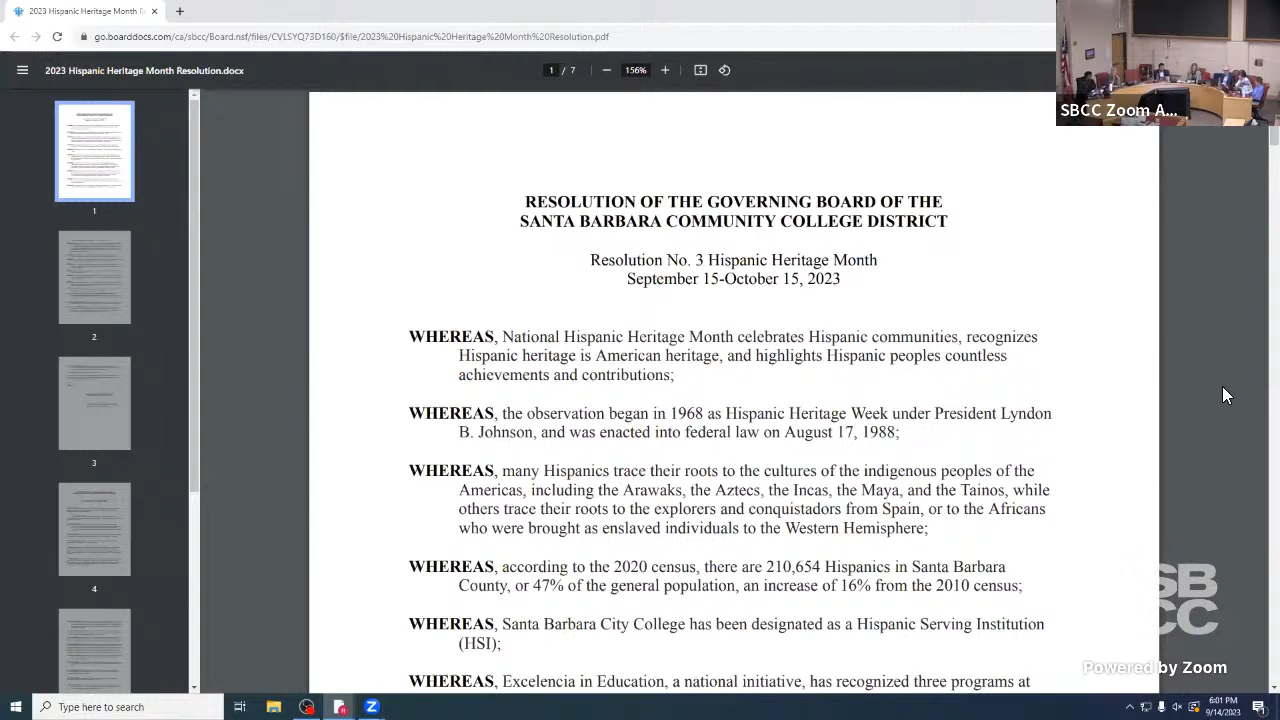 2023 Hispanic Heritage Month R
go.boarddocs.com/ca/sbcc/Board.nsf/files/CVLSYQ73D160/$file/2023%20Hispanic%20Heritage%20Month%20Resolution.pdf
2023 Hispanic Heritage Month Resolution.docx
1 / 7
156%
SBCC Zoom A...
1
2
3
4
RESOLUTION OF THE GOVERNING BOARD OF THE
SANTA BARBARA COMMUNITY COLLEGE DISTRICT
Resolution No. 3 Hispanic Heritage Month
September 15-October 15, 2023
WHEREAS, National Hispanic Heritage Month celebrates Hispanic communities, recognizes
Hispanic heritage is American heritage, and highlights Hispanic peoples countless
achievements and contributions;
WHEREAS, the observation began in 1968 as Hispanic Heritage Week under President Lyndon
B. Johnson, and was enacted into federal law on August 17, 1988;
WHEREAS, many Hispanics trace their roots to the cultures of the indigenous peoples of the
Americas, including the Arawaks, the Aztecs, the Incas, the Maya, and the Tainos, while
others trace their roots to the explorers and conquistadors from Spain, or to the Africans
who were brought as enslaved individuals to the Western Hemisphere;
WHEREAS, according to the 2020 census, there are 210,654 Hispanics in Santa Barbara
County, or 47% of the general population, an increase of 16% from the 2010 census;
WHEREAS, Santa Barbara City College has been designated as a Hispanic Serving Institution
(HSI);
WHEREAS, Excelencia in Education, a national initiative, has recognized three programs at
SB
CC
Powered by Zoom
Type here to search
6:01 PM
9/14/2023